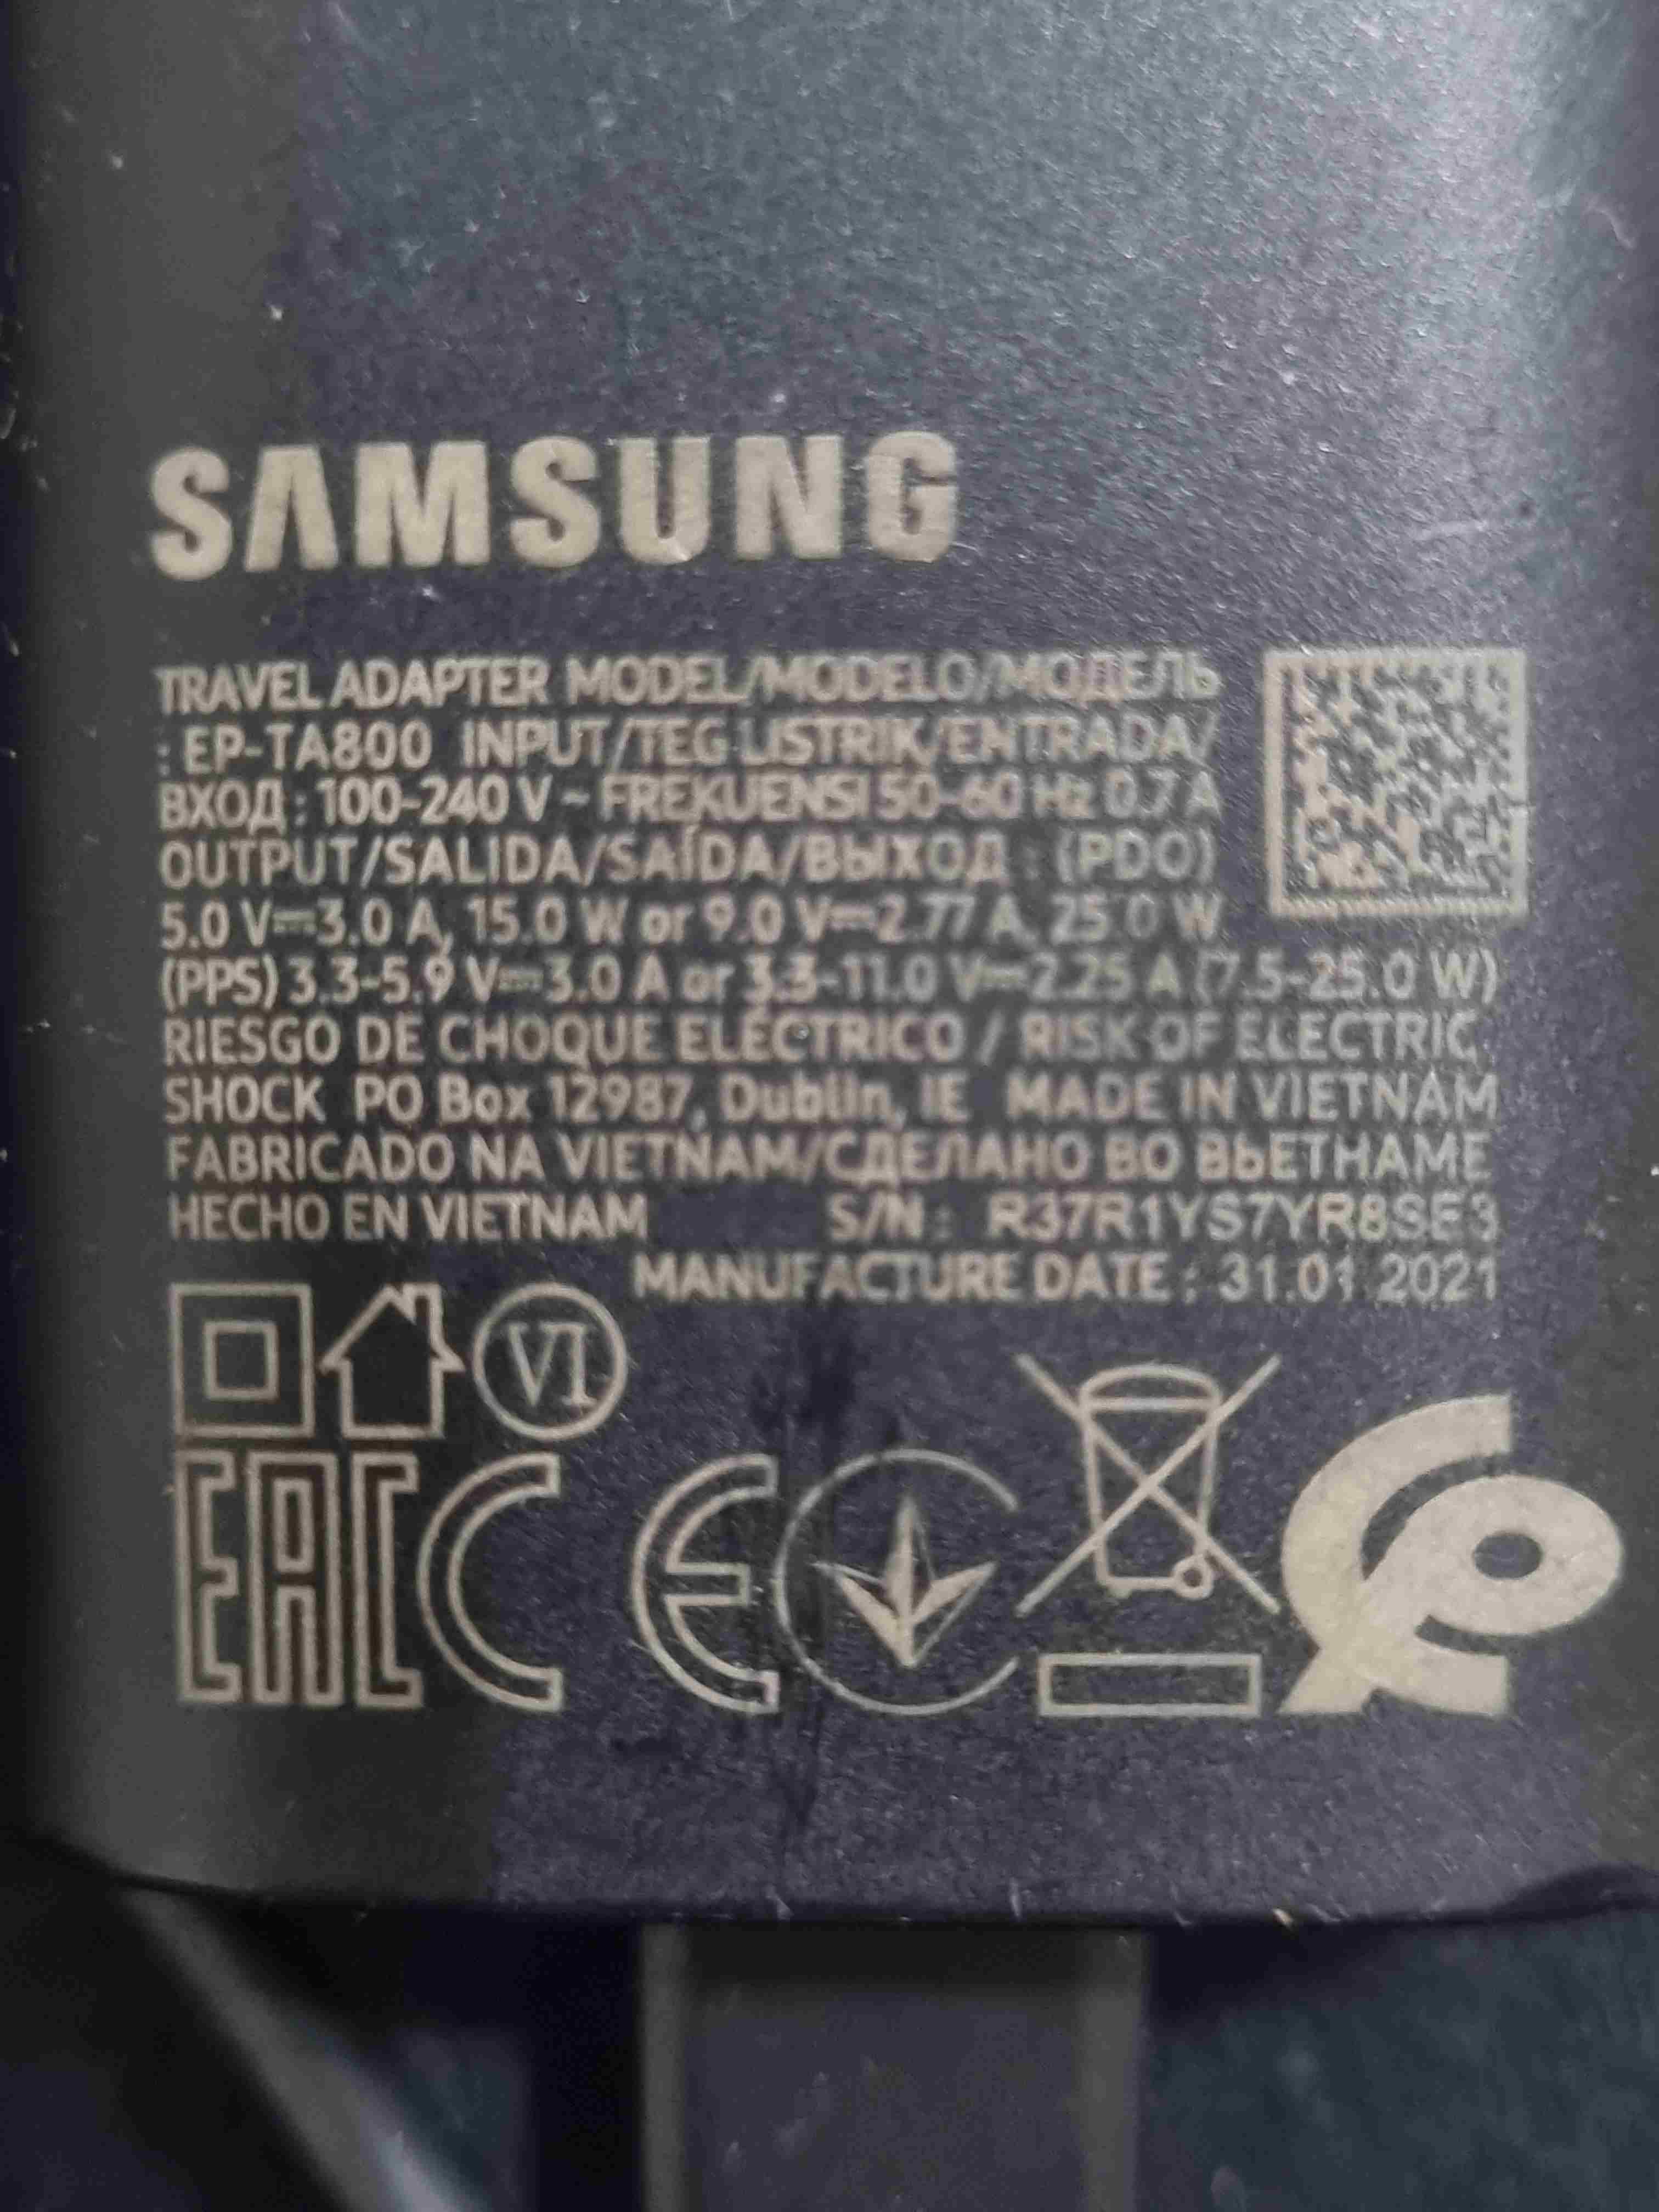 SAMSUNG
TRAVEL ADAPTER MODEL/MODELO/МОДЕЛЬ
: EP-TA800 INPUT/TEG LISTRIK/ENTRADA/
ВХОД : 100-240 V ~ FREKUENSI 50-60 Hz 0.7 A
OUTPUT/SALIDA/SAÍDA/ВЫХОД : (PDO)
5.0 V⎓3.0 A, 15.0 W or 9.0 V⎓2.77 A, 25.0 W
(PPS) 3.3-5.9 V⎓3.0 A or 3.3-11.0 V⎓2.25 A (7.5-25.0 W)
RIESGO DE CHOQUE ELÉCTRICO / RISK OF ELECTRIC
SHOCK PO Box 12987, Dublin, IE MADE IN VIETNAM
FABRICADO NA VIETNAM/СДЕЛАНО ВО ВЬЕТНАМЕ
HECHO EN VIETNAM S/N : R37R1YS7YR8SE3
MANUFACTURE DATE : 31.01.2021
VI
EAC CE